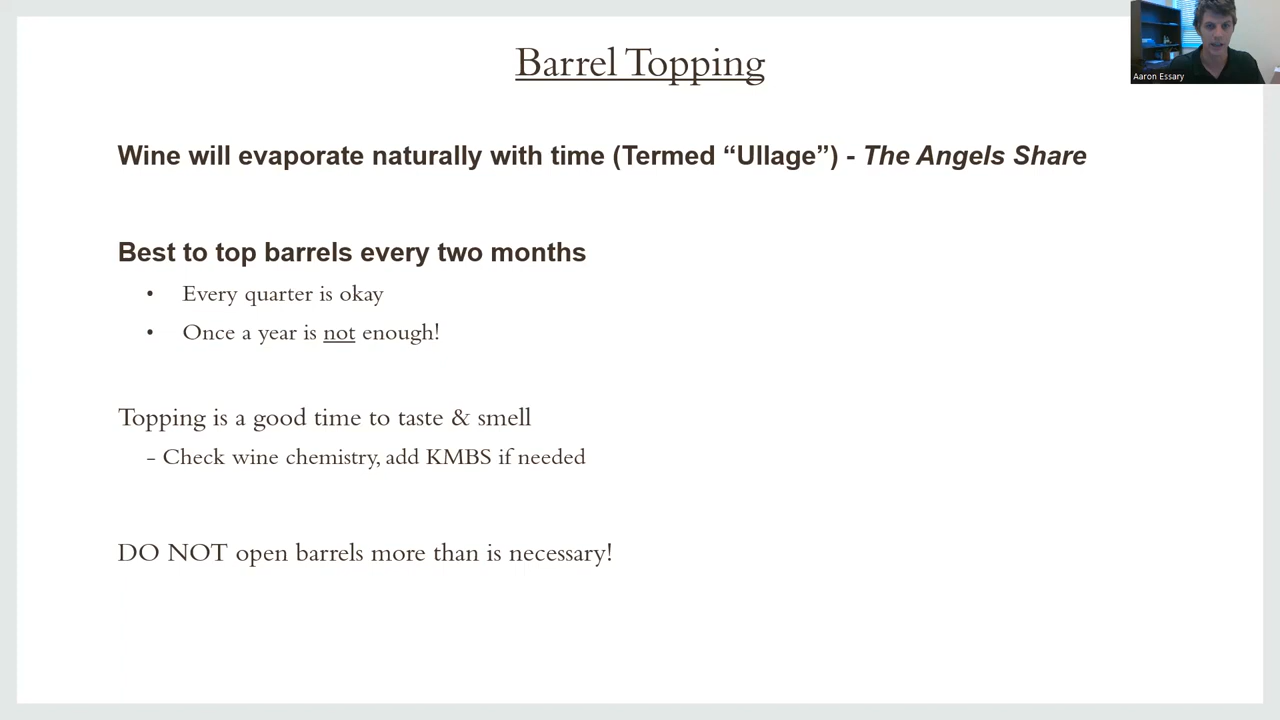 Barrel Topping
Aaron Essary
Wine will evaporate naturally with time (Termed “Ullage”) - The Angels Share
Best to top barrels every two months
• Every quarter is okay
• Once a year is not enough!
Topping is a good time to taste & smell
– Check wine chemistry, add KMBS if needed
DO NOT open barrels more than is necessary!